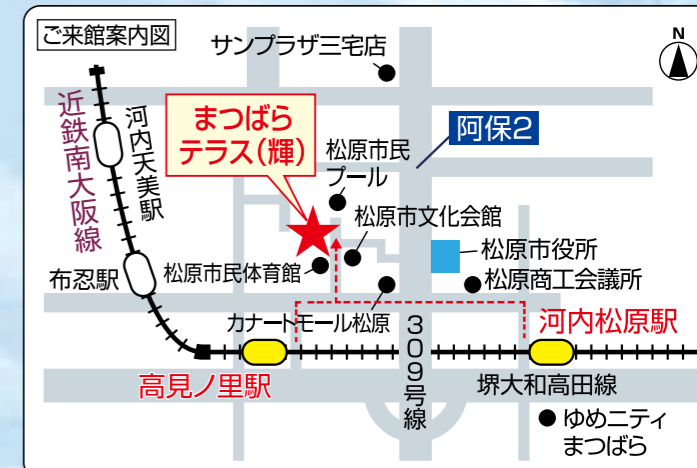 ご来館案内図
サンプラザ三宅店
N
近鉄南大阪線
河内天美駅
まつばら
テラス(輝)
阿保2
松原市民
プール
松原市文化会館
布忍駅
松原市民体育館
松原市役所
松原商工会議所
カナートモール松原
309号線
河内松原駅
高見ノ里駅
堺大和高田線
ゆめニティ
まつばら